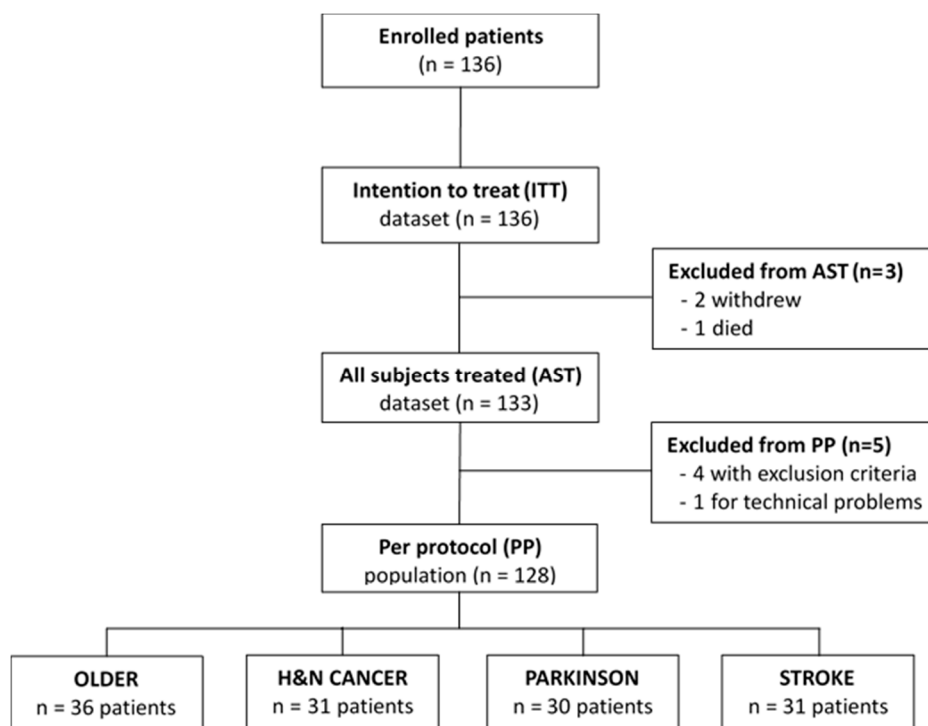 Enrolled patients
(n = 136)
Intention to treat (ITT)
dataset (n = 136)
Excluded from AST (n=3)
- 2 withdrew
- 1 died
All subjects treated (AST)
dataset (n = 133)
Excluded from PP (n=5)
- 4 with exclusion criteria
- 1 for technical problems
Per protocol (PP)
population (n = 128)
OLDER
n = 36 patients
H&N CANCER
n = 31 patients
PARKINSON
n = 30 patients
STROKE
n = 31 patients